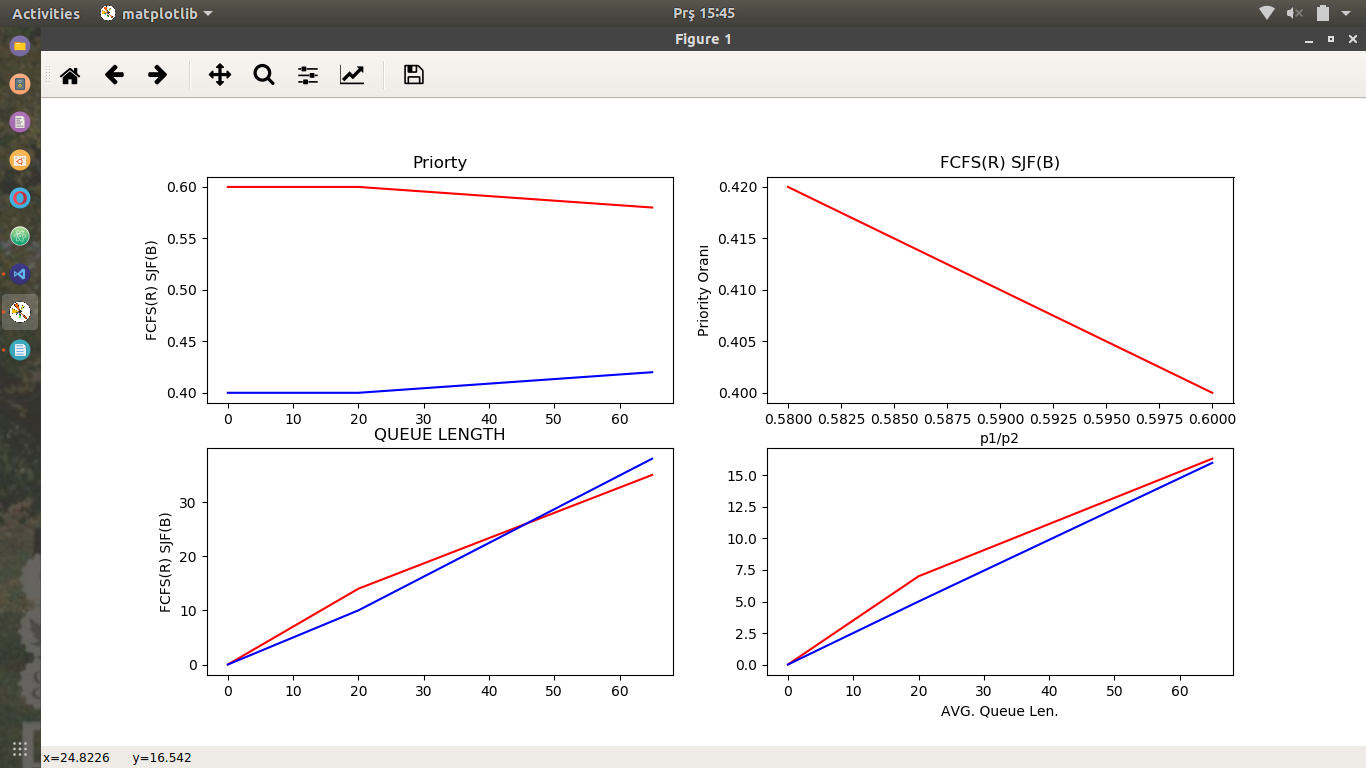 Activities
matplotlib
Prş 15:45
Figure 1
Priorty
FCFS(R) SJF(B)
0.60
0.55
0.50
0.45
0.40
0 10 20 30 40 50 60
FCFS(R) SJF(B)
Priority Oranı
0.420
0.415
0.410
0.405
0.400
0.5800 0.5825 0.5850 0.5875 0.5900 0.5925 0.5950 0.5975 0.6000
p1/p2
QUEUE LENGTH
FCFS(R) SJF(B)
30
20
10
0
0 10 20 30 40 50 60
15.0
12.5
10.0
7.5
5.0
2.5
0.0
0 10 20 30 40 50 60
AVG. Queue Len.
x=24.8226 y=16.542